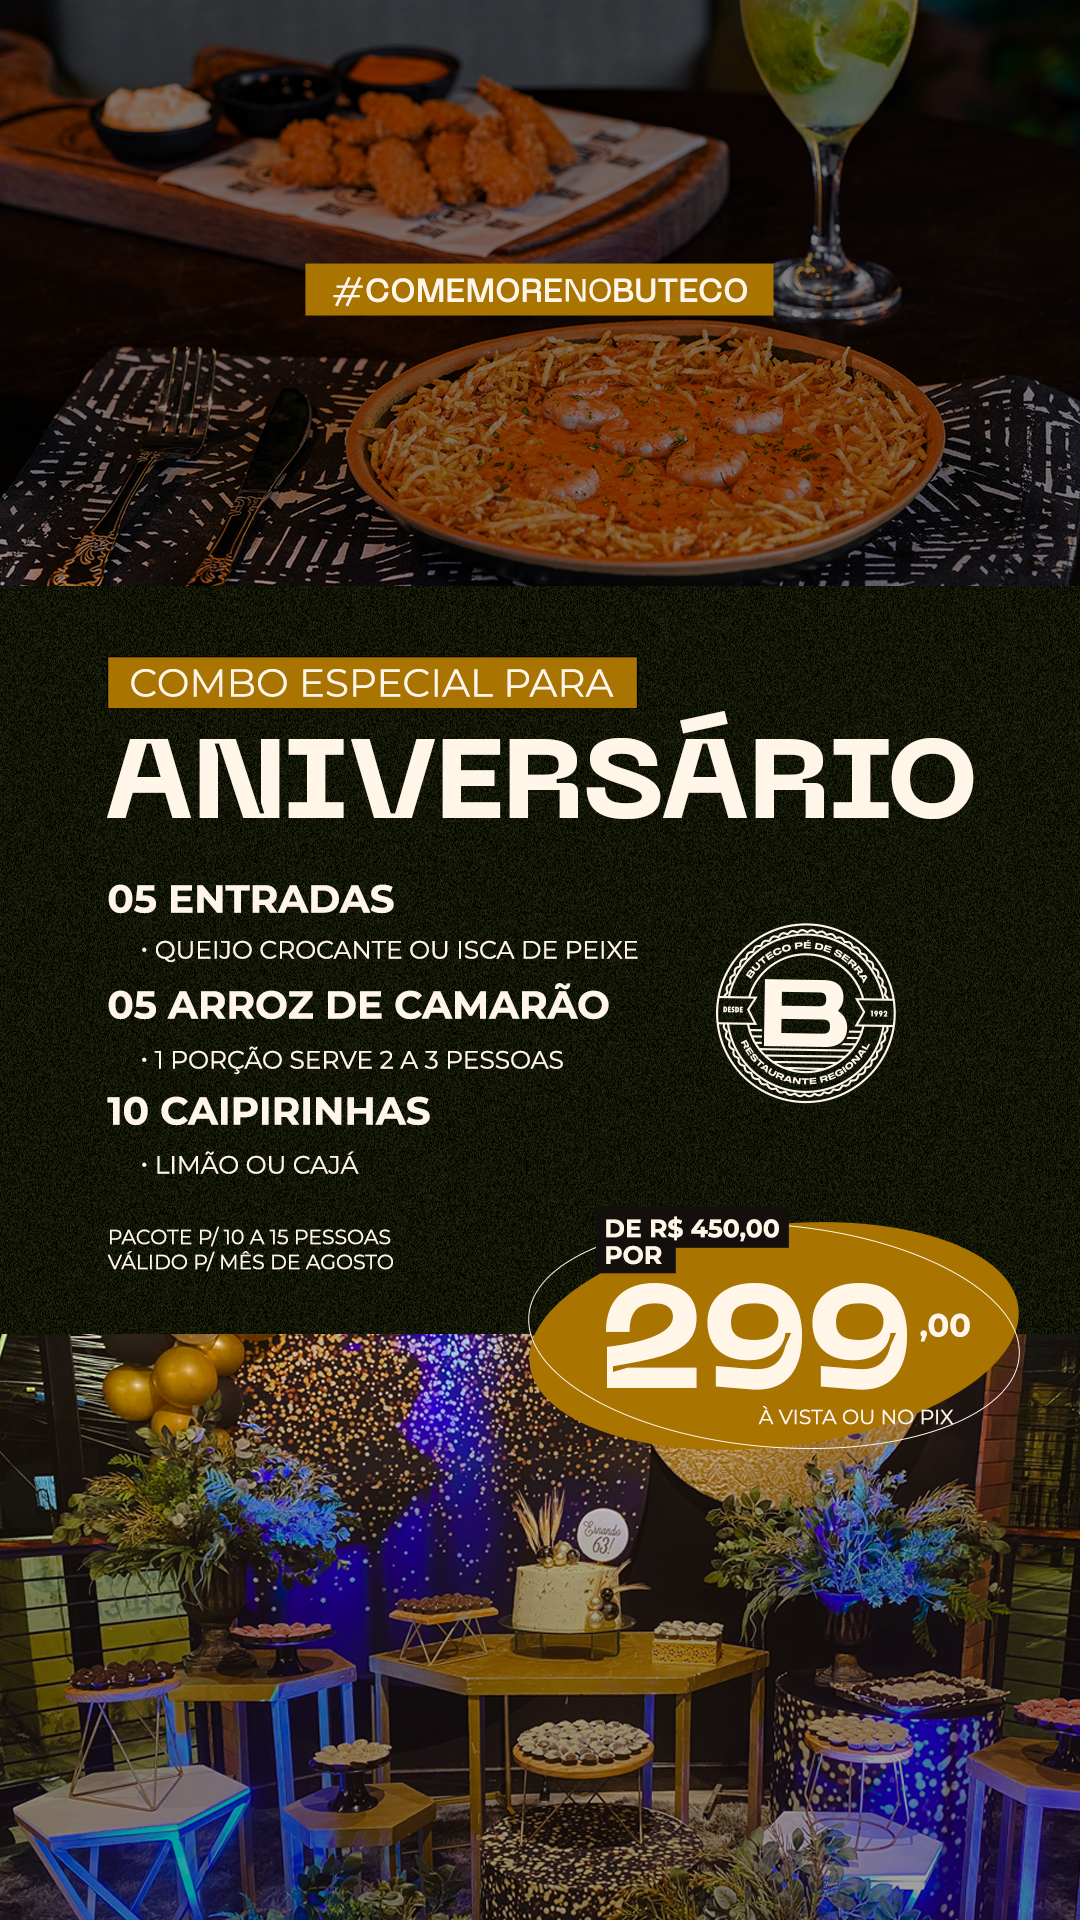 #COMEMORENOBUTECO
COMBO ESPECIAL PARA
ANIVERSÁRIO
05 ENTRADAS
• QUEIJO CROCANTE OU ISCA DE PEIXE
05 ARROZ DE CAMARÃO
• 1 PORÇÃO SERVE 2 A 3 PESSOAS
10 CAIPIRINHAS
• LIMÃO OU CAJÁ
BUTECO PÉ DE SERRA
DESDE
B
1992
RESTAURANTE REGIONAL
PACOTE P/ 10 A 15 PESSOAS
VÁLIDO P/ MÊS DE AGOSTO
DE R$ 450,00
POR
299,00
À VISTA OU NO PIX
Ernando
63!